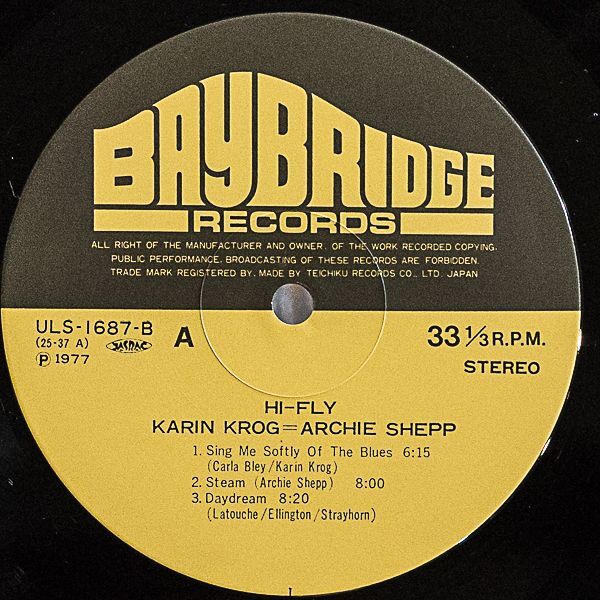 BAYBRIDGE
RECORDS
ALL RIGHT OF THE MANUFACTURER AND OWNER. OF THE WORK RECORDED COPYING.
PUBLIC PERFORMANCE. BROADCASTING OF THESE RECORDS ARE FORBIDDEN.
TRADE MARK REGISTERED BY. MADE BY TEICHIKU RECORDS CO., LTD. JAPAN
ULS-1687-B A 33 1/3 R.P.M.
(25-37 A) JASRAC
Ⓟ 1977 STEREO
HI-FLY
KARIN KROG=ARCHIE SHEPP
1. Sing Me Softly Of The Blues 6:15
(Carla Bley/Karin Krog)
2. Steam (Archie Shepp) 8:00
3. Daydream 8:20
(Latouche/Ellington/Strayhorn)